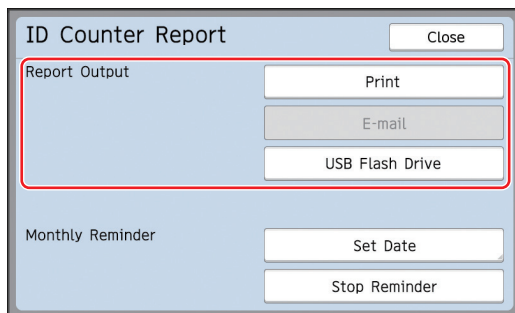 ID Counter Report
Close
Report Output
Print
E-mail
USB Flash Drive
Monthly Reminder
Set Date
Stop Reminder